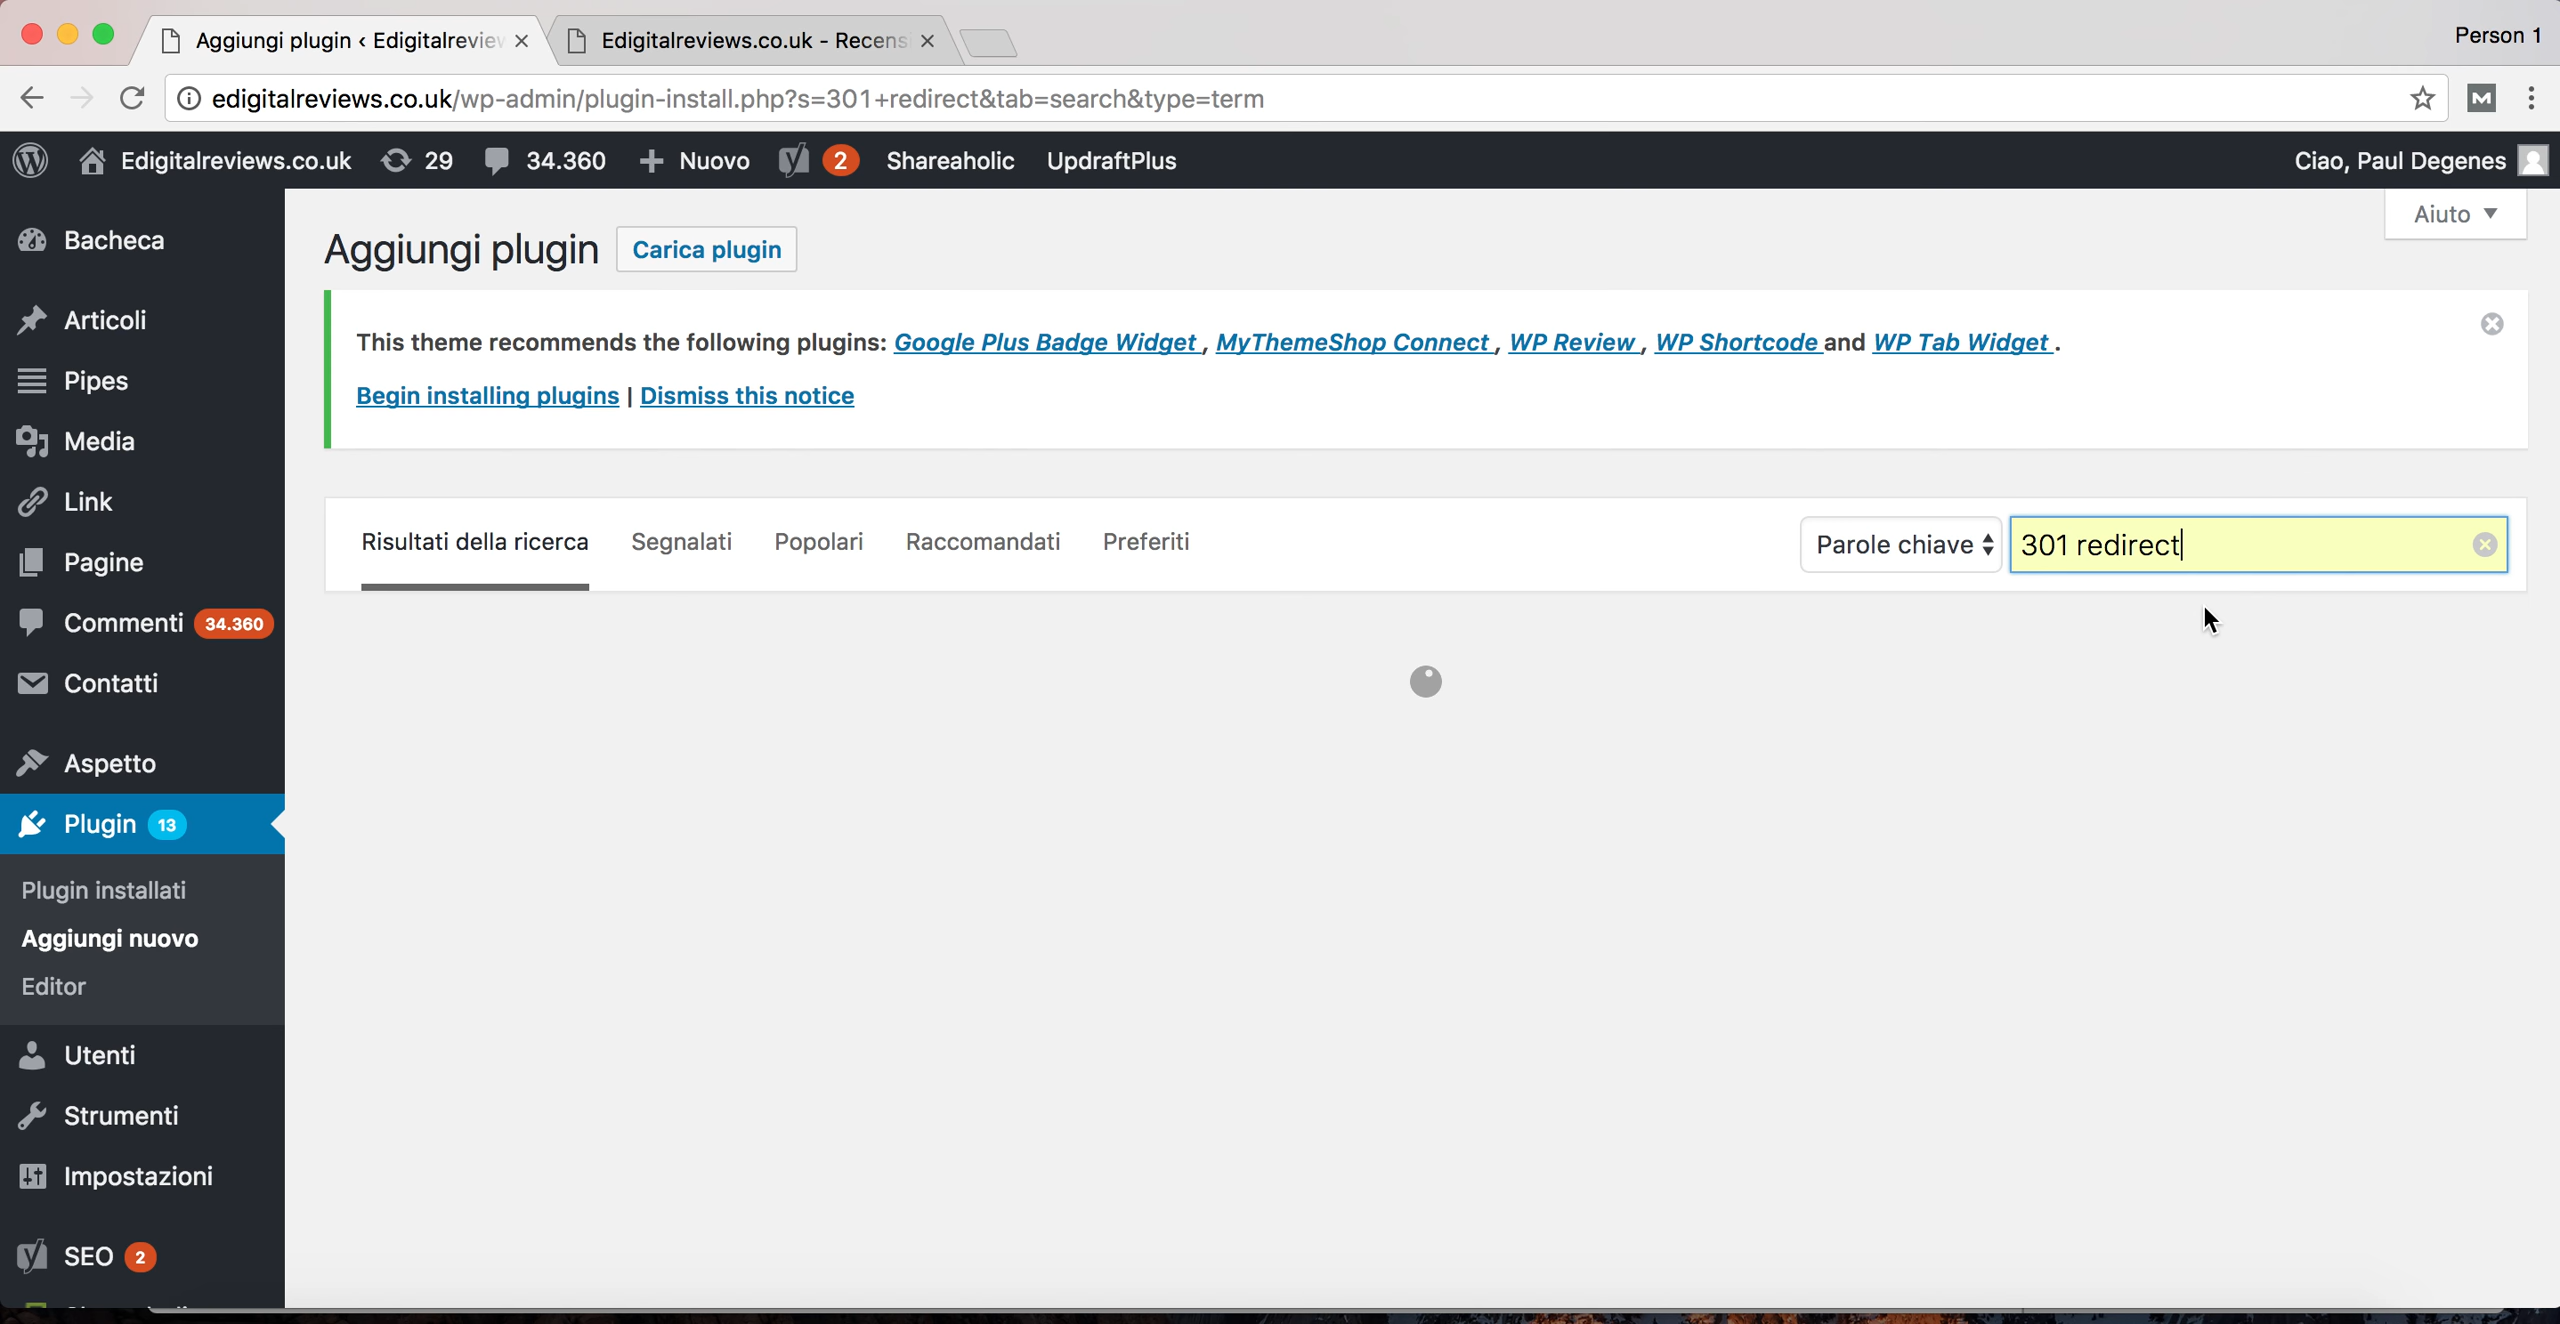 Aggiungi plugin ‹ Edigitalreview
Edigitalreviews.co.uk - Recens
Person 1
edigitalreviews.co.uk/wp-admin/plugin-install.php?s=301+redirect&tab=search&type=term
Edigitalreviews.co.uk 29 34.360 + Nuovo 2 Shareaholic UpdraftPlus Ciao, Paul Degenes
Aiuto
Bacheca
Articoli
Pipes
Media
Link
Pagine
Commenti 34.360
Contatti
Aspetto
Plugin 13
Plugin installati
Aggiungi nuovo
Editor
Utenti
Strumenti
Impostazioni
SEO 2
Aggiungi plugin Carica plugin
This theme recommends the following plugins: Google Plus Badge Widget , MyThemeShop Connect , WP Review , WP Shortcode and WP Tab Widget .
Begin installing plugins | Dismiss this notice
Risultati della ricerca Segnalati Popolari Raccomandati Preferiti Parole chiave 301 redirect